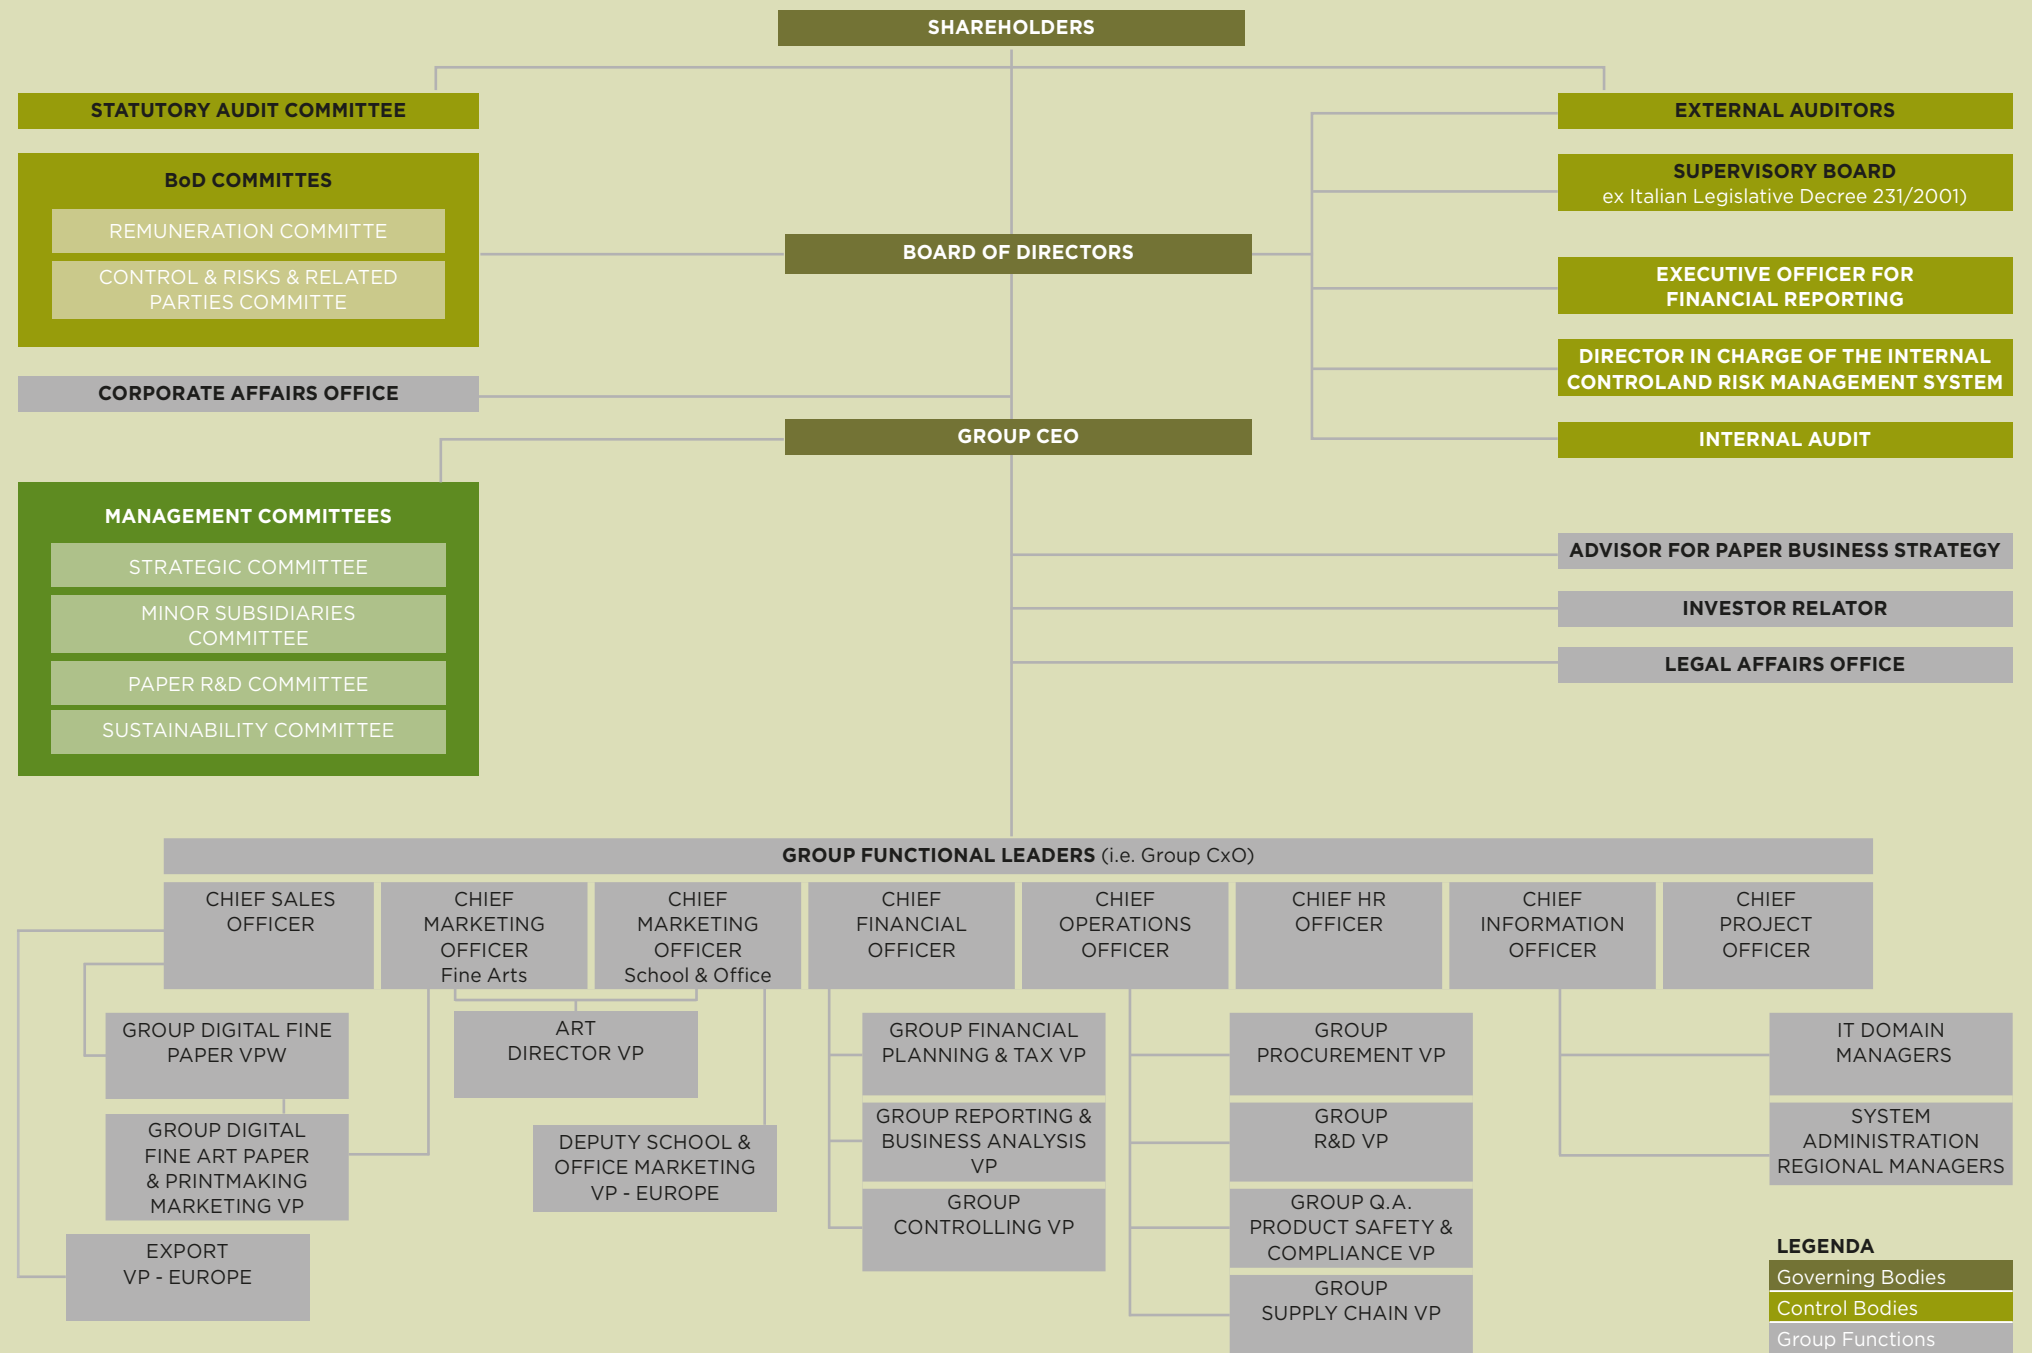 SHAREHOLDERS
STATUTORY AUDIT COMMITTEE
EXTERNAL AUDITORS
BoD COMMITTES
REMUNERATION COMMITTE
CONTROL & RISKS & RELATED
PARTIES COMMITTE
SUPERVISORY BOARD
ex Italian Legislative Decree 231/2001)
BOARD OF DIRECTORS
EXECUTIVE OFFICER FOR
FINANCIAL REPORTING
DIRECTOR IN CHARGE OF THE INTERNAL
CONTROLAND RISK MANAGEMENT SYSTEM
CORPORATE AFFAIRS OFFICE
GROUP CEO
INTERNAL AUDIT
MANAGEMENT COMMITTEES
STRATEGIC COMMITTEE
MINOR SUBSIDIARIES
COMMITTEE
PAPER R&D COMMITTEE
SUSTAINABILITY COMMITTEE
ADVISOR FOR PAPER BUSINESS STRATEGY
INVESTOR RELATOR
LEGAL AFFAIRS OFFICE
GROUP FUNCTIONAL LEADERS (i.e. Group CxO)
CHIEF SALES
OFFICER
CHIEF
MARKETING
OFFICER
Fine Arts
CHIEF
MARKETING
OFFICER
School & Office
CHIEF
FINANCIAL
OFFICER
CHIEF
OPERATIONS
OFFICER
CHIEF HR
OFFICER
CHIEF
INFORMATION
OFFICER
CHIEF
PROJECT
OFFICER
GROUP DIGITAL FINE
PAPER VPW
GROUP DIGITAL
FINE ART PAPER
& PRINTMAKING
MARKETING VP
EXPORT
VP - EUROPE
ART
DIRECTOR VP
DEPUTY SCHOOL &
OFFICE MARKETING
VP - EUROPE
GROUP FINANCIAL
PLANNING & TAX VP
GROUP REPORTING &
BUSINESS ANALYSIS
VP
GROUP
CONTROLLING VP
GROUP
PROCUREMENT VP
GROUP
R&D VP
GROUP Q.A.
PRODUCT SAFETY &
COMPLIANCE VP
GROUP
SUPPLY CHAIN VP
IT DOMAIN
MANAGERS
SYSTEM
ADMINISTRATION
REGIONAL MANAGERS
LEGENDA
Governing Bodies
Control Bodies
Group Functions